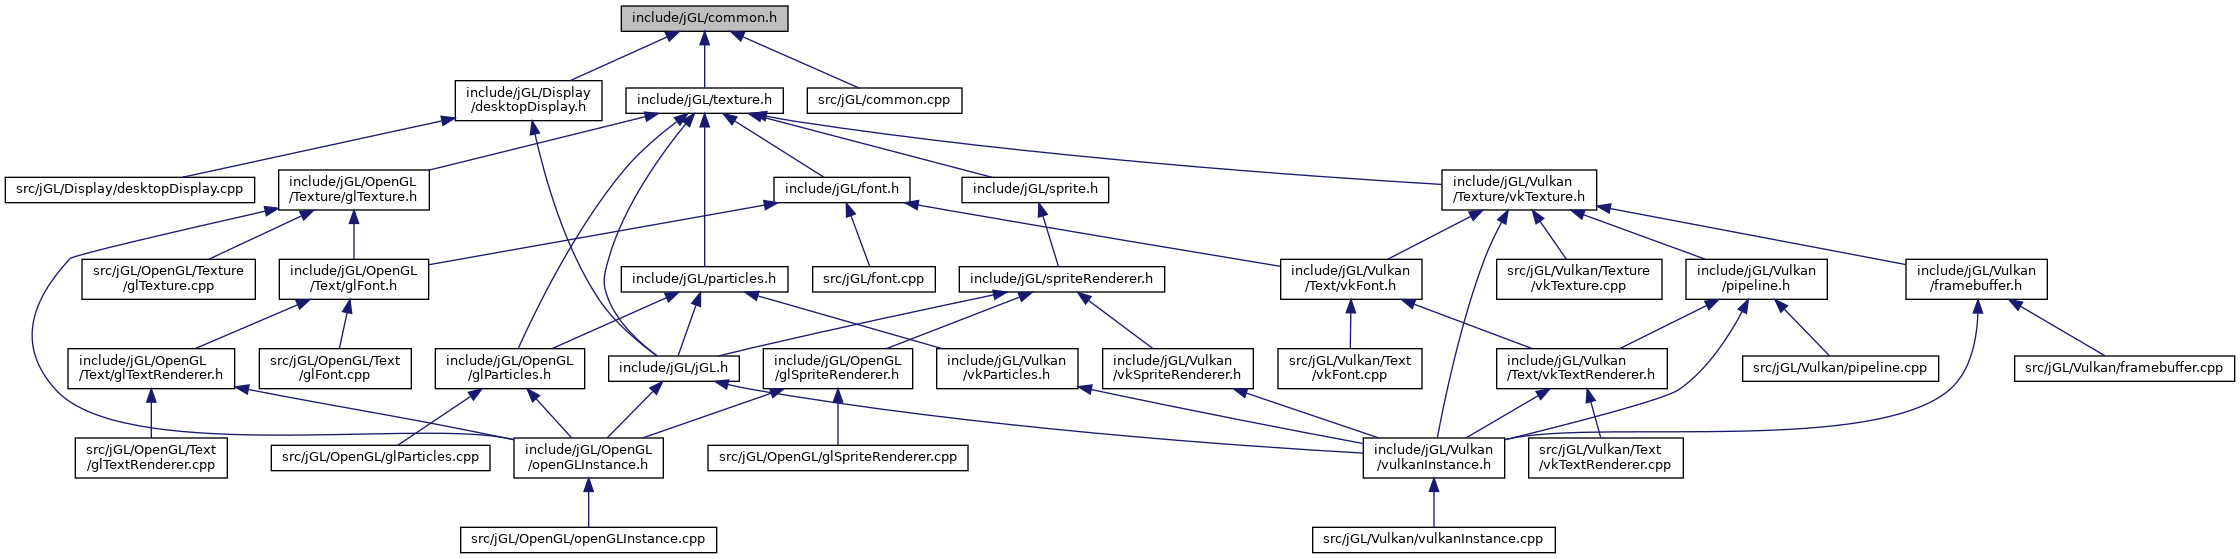 include/jGL/common.h
include/jGL/Display
/desktopDisplay.h
include/jGL/texture.h
src/jGL/common.cpp
src/jGL/Display/desktopDisplay.cpp
include/jGL/OpenGL
/Texture/glTexture.h
include/jGL/font.h
include/jGL/sprite.h
include/jGL/Vulkan
/Texture/vkTexture.h
src/jGL/OpenGL/Texture
/glTexture.cpp
include/jGL/OpenGL
/Text/glFont.h
include/jGL/particles.h
src/jGL/font.cpp
include/jGL/spriteRenderer.h
include/jGL/Vulkan
/Text/vkFont.h
src/jGL/Vulkan/Texture
/vkTexture.cpp
include/jGL/Vulkan
/pipeline.h
include/jGL/Vulkan
/framebuffer.h
include/jGL/OpenGL
/Text/glTextRenderer.h
src/jGL/OpenGL/Text
/glFont.cpp
include/jGL/OpenGL
/glParticles.h
include/jGL/jGL.h
include/jGL/OpenGL
/glSpriteRenderer.h
include/jGL/Vulkan
/vkParticles.h
include/jGL/Vulkan
/vkSpriteRenderer.h
src/jGL/Vulkan/Text
/vkFont.cpp
include/jGL/Vulkan
/Text/vkTextRenderer.h
src/jGL/Vulkan/pipeline.cpp
src/jGL/Vulkan/framebuffer.cpp
src/jGL/OpenGL/Text
/glTextRenderer.cpp
src/jGL/OpenGL/glParticles.cpp
include/jGL/OpenGL
/openGLInstance.h
src/jGL/OpenGL/glSpriteRenderer.cpp
include/jGL/Vulkan
/vulkanInstance.h
src/jGL/Vulkan/Text
/vkTextRenderer.cpp
src/jGL/OpenGL/openGLInstance.cpp
src/jGL/Vulkan/vulkanInstance.cpp